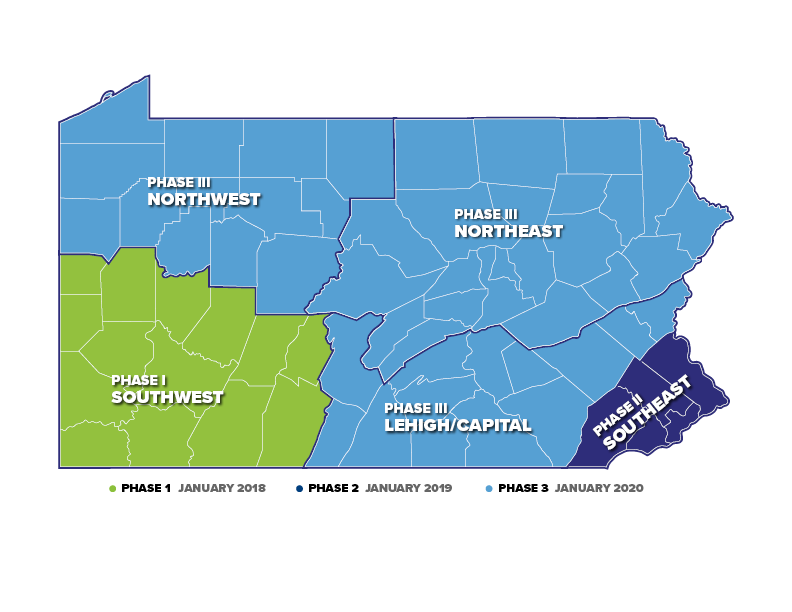 PHASE III
NORTHWEST
PHASE III
NORTHEAST
PHASE I
SOUTHWEST
PHASE III
LEHIGH/CAPITAL
PHASE II
SOUTHEAST
PHASE 1 JANUARY 2018 PHASE 2 JANUARY 2019 PHASE 3 JANUARY 2020